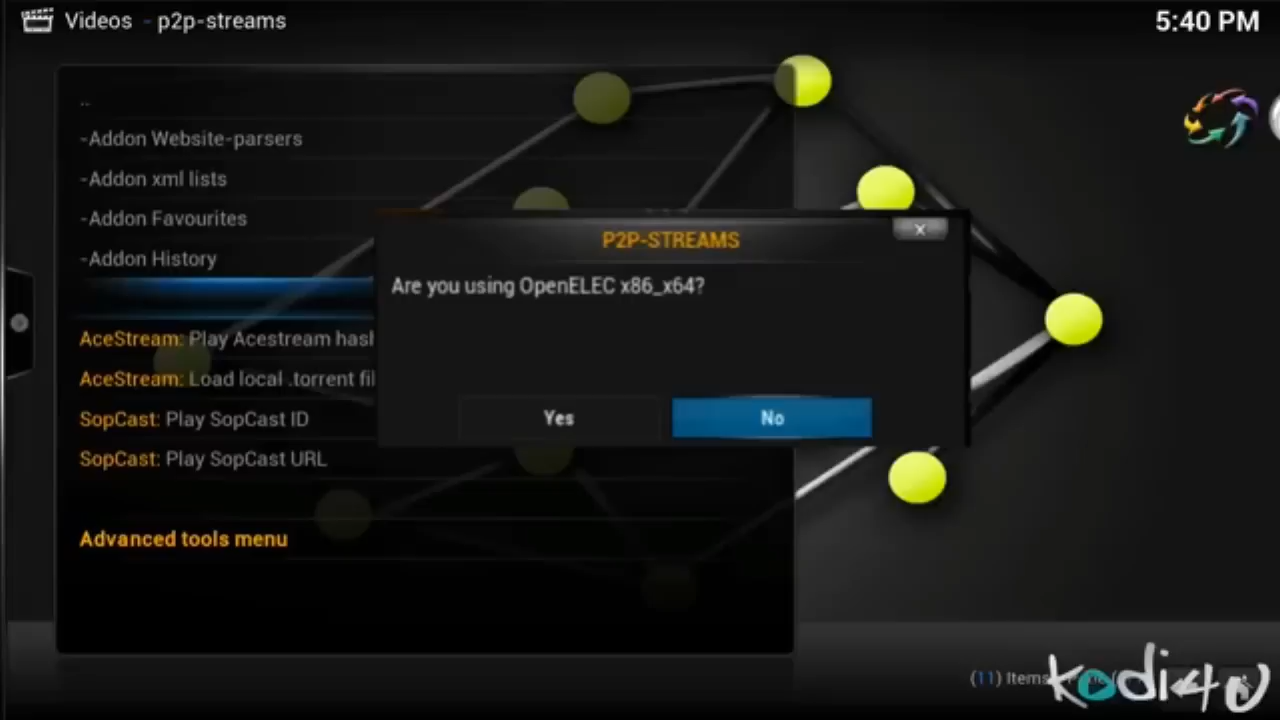 Videos - p2p-streams
5:40 PM
..
-Addon Website-parsers
-Addon xml lists
-Addon Favourites
-Addon History
P2P-STREAMS
x
Are you using OpenELEC x86_x64?
Yes
No
AceStream: Play Acestream hash
AceStream: Load local .torrent fil
SopCast: Play SopCast ID
SopCast: Play SopCast URL
Advanced tools menu
(11) Items
kodi4u